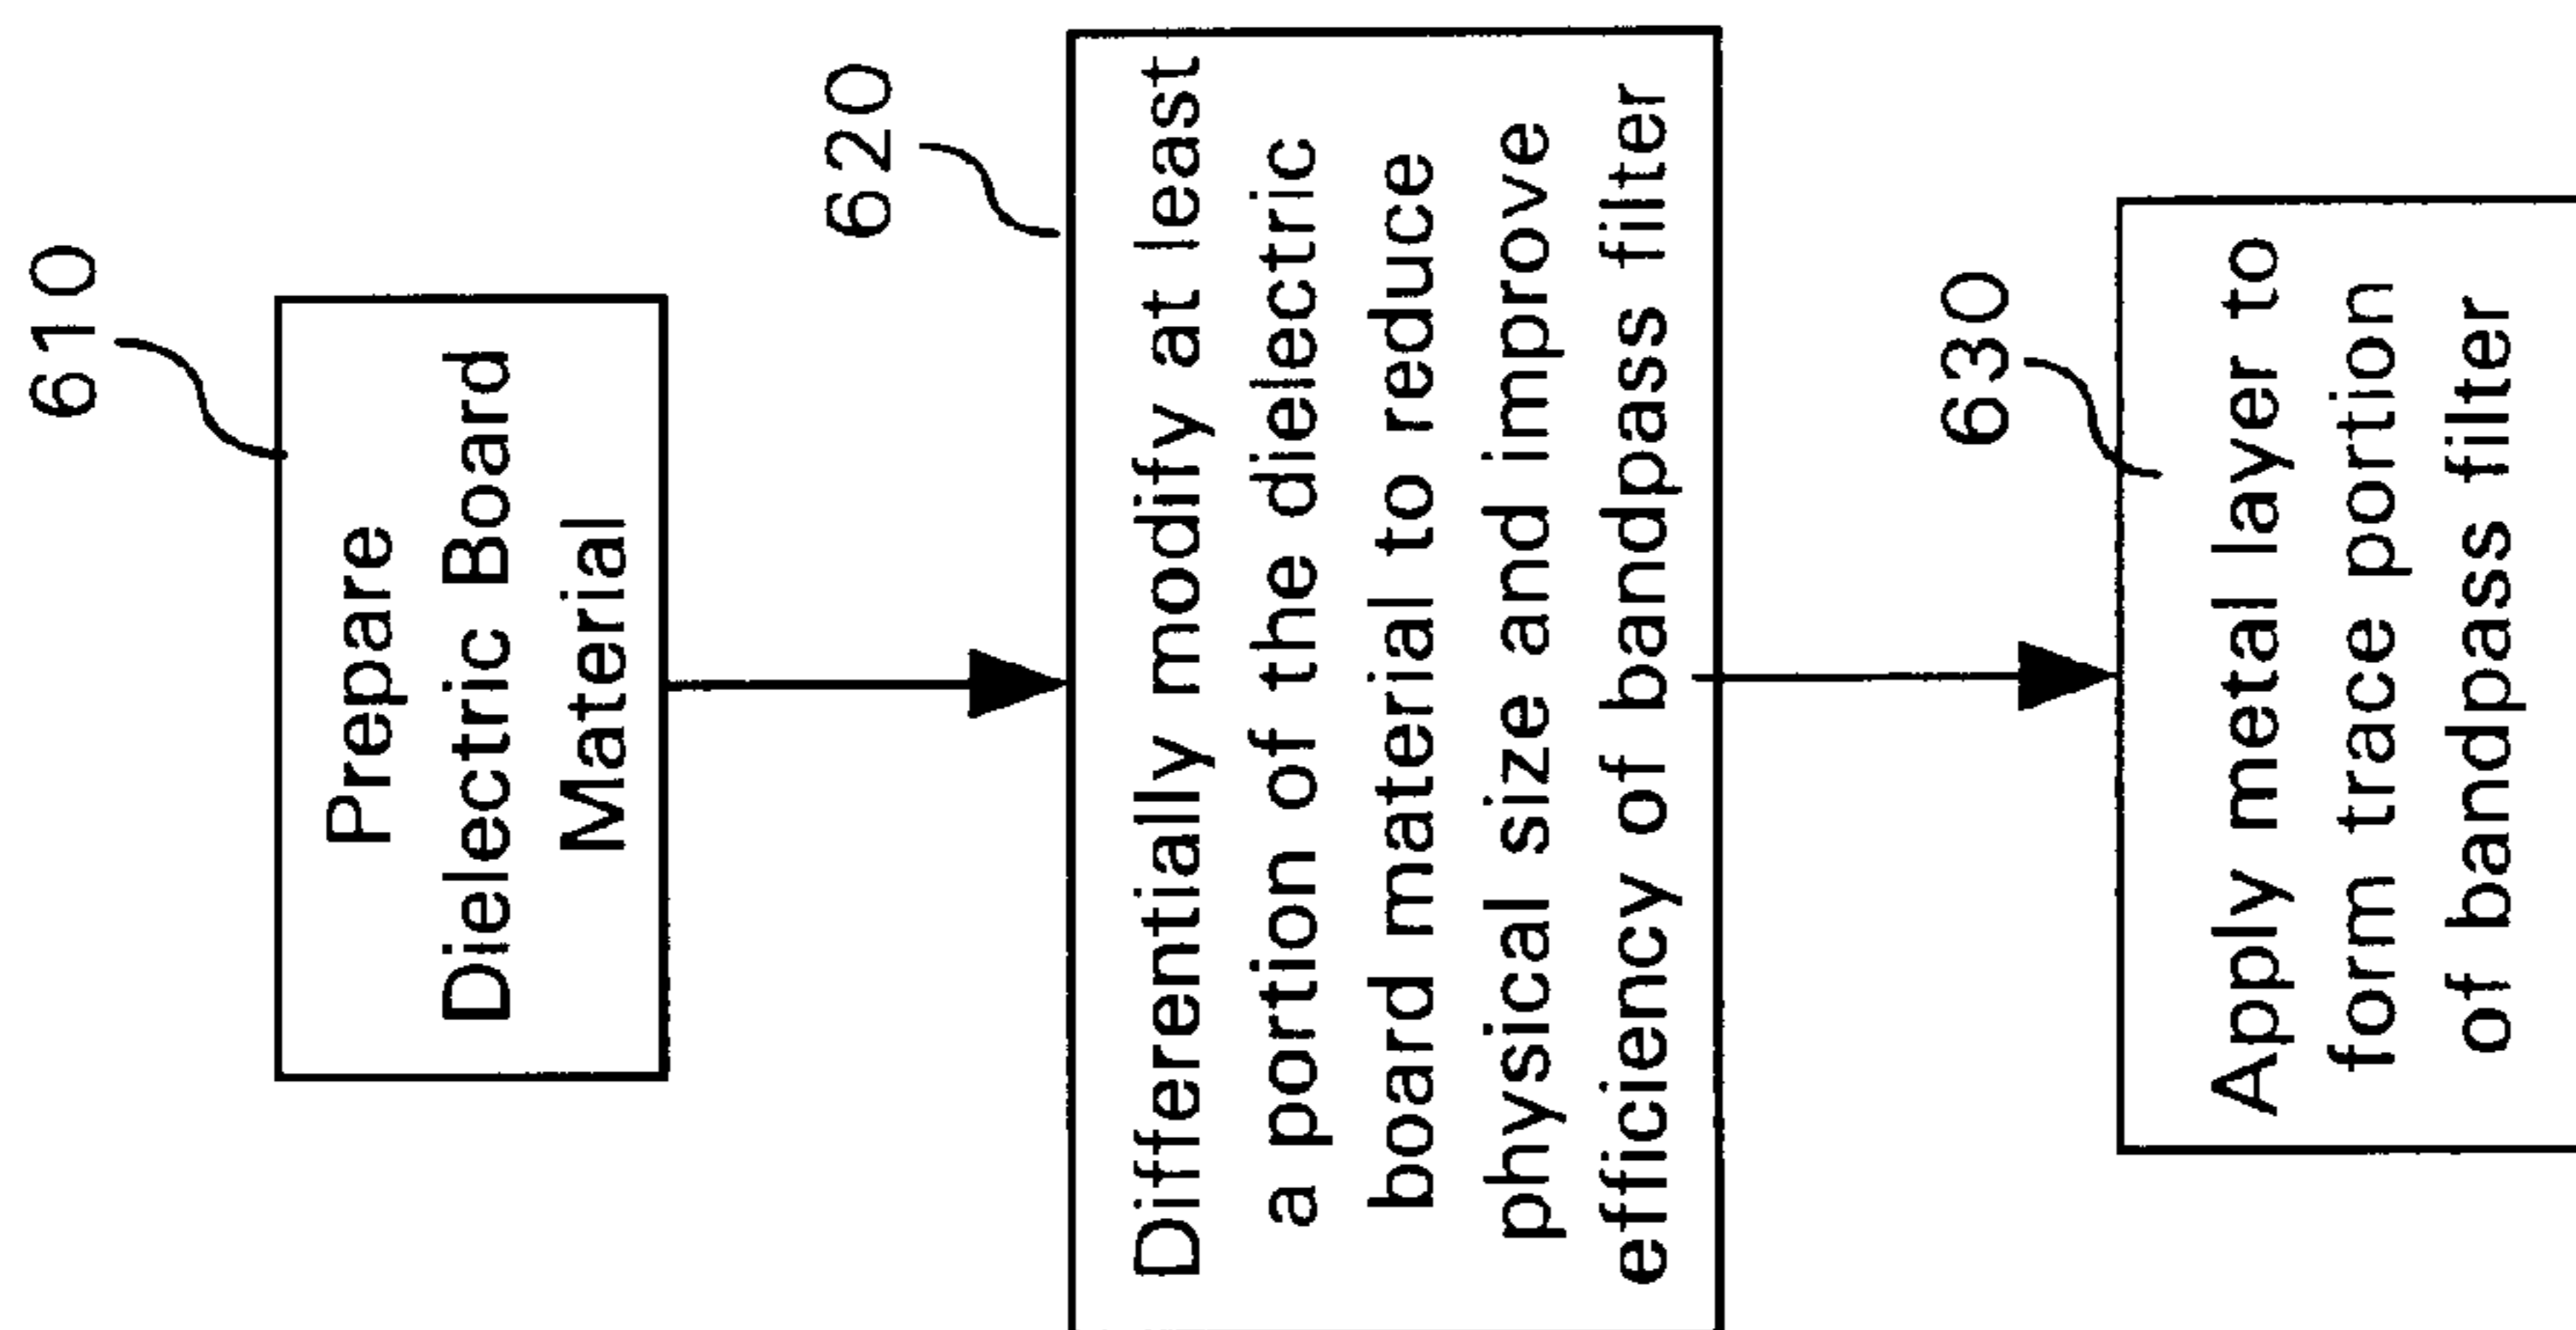 610
Prepare
Dielectric Board
Material
620
Differentially modify at least
a portion of the dielectric
board material to reduce
physical size and improve
efficiency of bandpass filter
630
Apply metal layer to
form trace portion
of bandpass filter